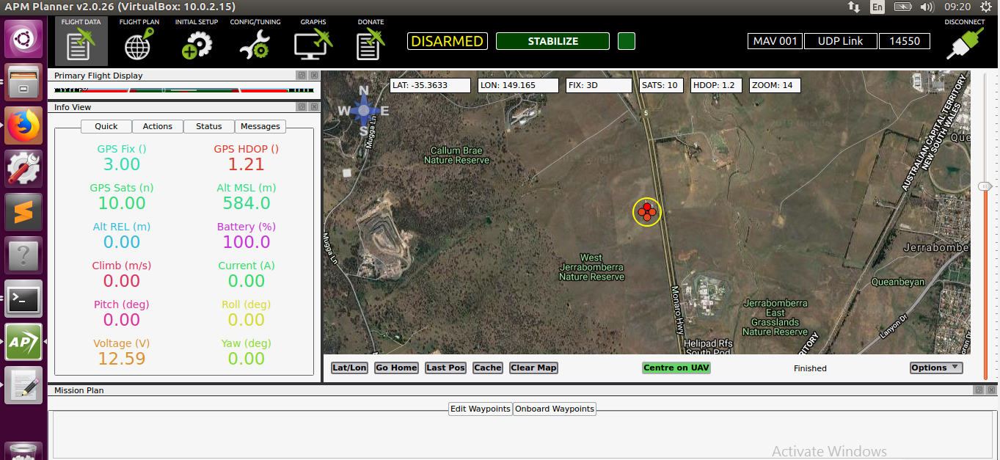 APM Planner v2.0.26 (VirtualBox: 10.0.2.15)
En
09:20
FLIGHT DATA
FLIGHT PLAN
INITIAL SETUP
CONFIG/TUNING
GRAPHS
DONATE
DISARMED
STABILIZE
MAV 001
UDP Link
14550
DISCONNECT
Primary Flight Display
Info View
Quick
Actions
Status
Messages
GPS Fix ()
3.00
GPS HDOP ()
1.21
GPS Sats (n)
10.00
Alt MSL (m)
584.0
Alt REL (m)
0.00
Battery (%)
100.0
Climb (m/s)
0.00
Current (A)
0.00
Pitch (deg)
0.00
Roll (deg)
0.00
Voltage (V)
12.59
Yaw (deg)
0.00
LAT: -35.3633
LON: 149.165
FIX: 3D
SATS: 10
HDOP: 1.2
ZOOM: 14
N
W
E
S
Mugga Ln
Callum Brae
Nature Reserve
5
AUSTRALIAN CAPITAL TERRITORY
NEW SOUTH WALES
Que
Mugga Ln
West
Jerrabomberra
Nature Reserve
Monaro Hwy
Jerrabombe
Queanbeyan
Jerrabomberra
East
Grasslands
Nature Reserve
Lanyon Dr
Helipad Rfs
South Pod
RITORY
Lat/Lon
Go Home
Last Pos
Cache
Clear Map
Centre on UAV
Finished
Options
Mission Plan
Edit Waypoints
Onboard Waypoints
Activate Windows
AP
>_
?